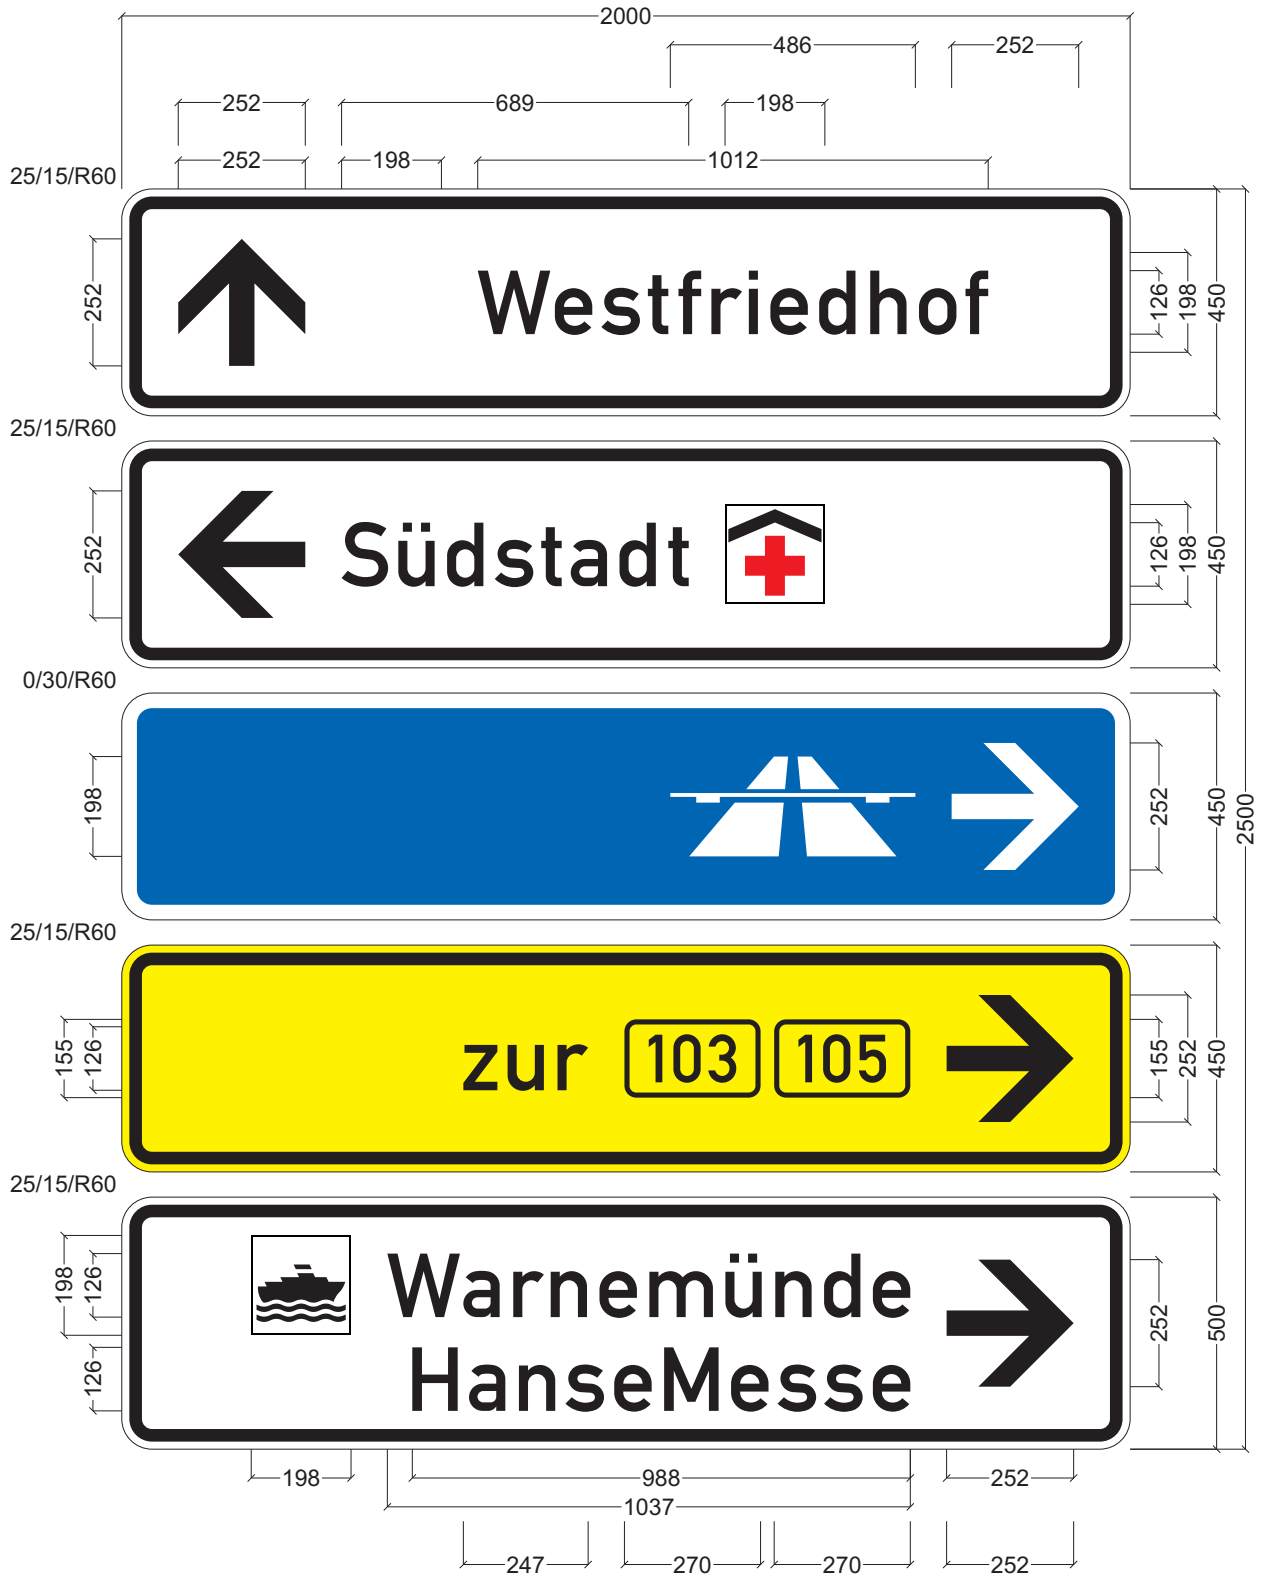 2000
486 252
252 689 198
252 198 1012
25/15/R60
252 Westfriedhof 126 198 450
25/15/R60
252 Südstadt 126 198 450
0/30/R60
198 252 450 2500
25/15/R60
155 126 zur 103 105 155 252 450
25/15/R60
198 126 Warnemünde 252 500
126 HanseMesse
198 988 252
1037
247 270 270 252